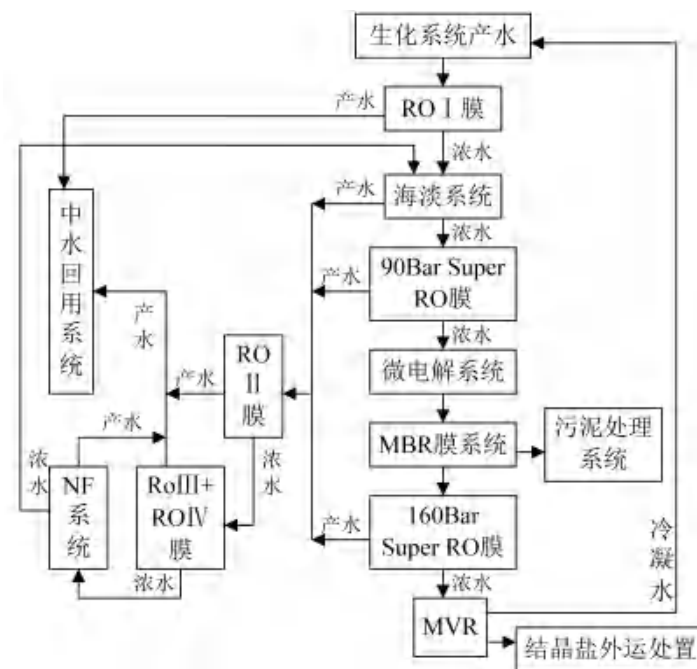 生化系统产水
产水
RO Ⅰ 膜
浓水
产水
海淡系统
浓水
中水回用系统
90Bar Super
RO膜
产水
浓水
产水
RO
Ⅱ
膜
产水
微电解系统
MBR膜系统
污泥处理
系统
产水
浓水
浓水
NF
系统
RoⅢ+
ROⅣ
膜
产水
160Bar
Super RO膜
冷凝水
浓水
浓水
MVR
结晶盐外运处置